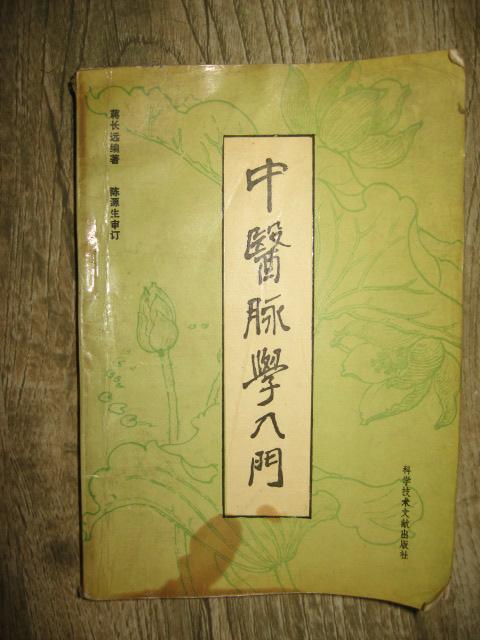 中醫脉學入門
蒋长远编著 陈源生审订
科学技术文献出版社